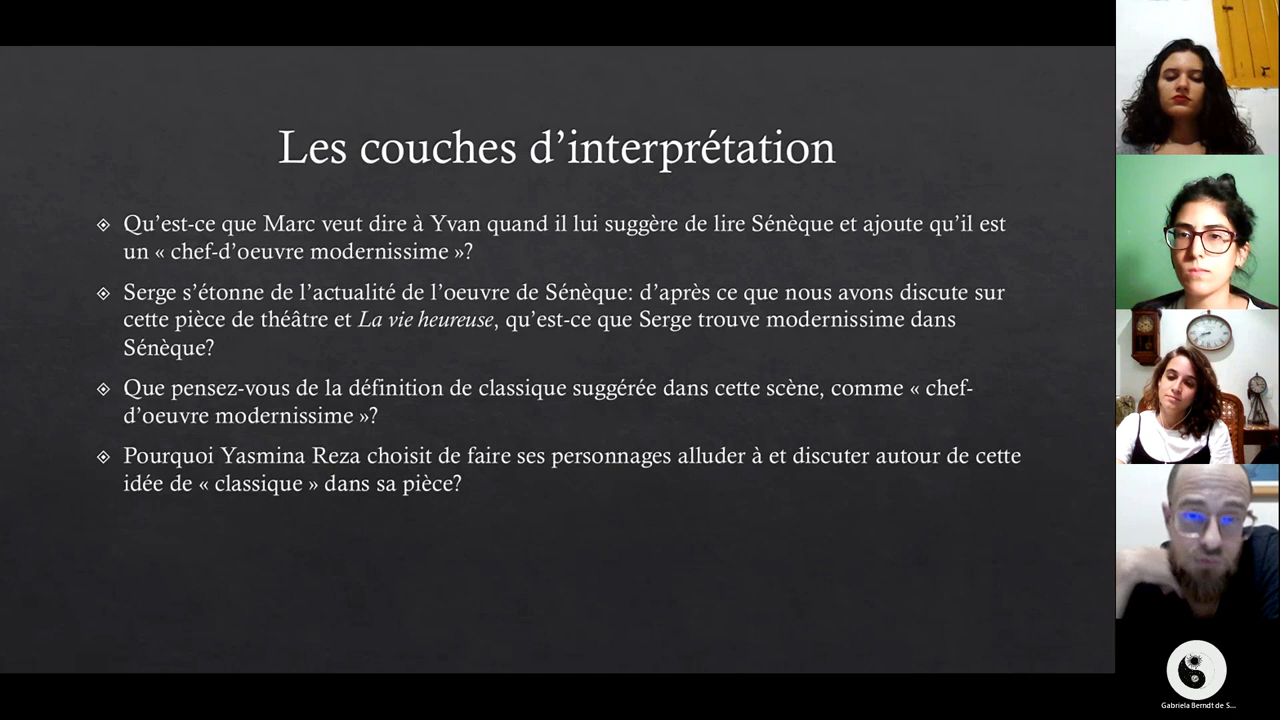 Les couches d’interprétation
Qu’est-ce que Marc veut dire à Yvan quand il lui suggère de lire Sénèque et ajoute qu’il est
un « chef-d’oeuvre modernissime »?
Serge s’étonne de l’actualité de l’oeuvre de Sénèque: d’après ce que nous avons discute sur
cette pièce de théâtre et La vie heureuse, qu’est-ce que Serge trouve modernissime dans
Sénèque?
Que pensez-vous de la définition de classique suggérée dans cette scène, comme « chef-
d’oeuvre modernissime »?
Pourquoi Yasmina Reza choisit de faire ses personnages alluder à et discuter autour de cette
idée de « classique » dans sa pièce?
Gabriela Berndt de S...